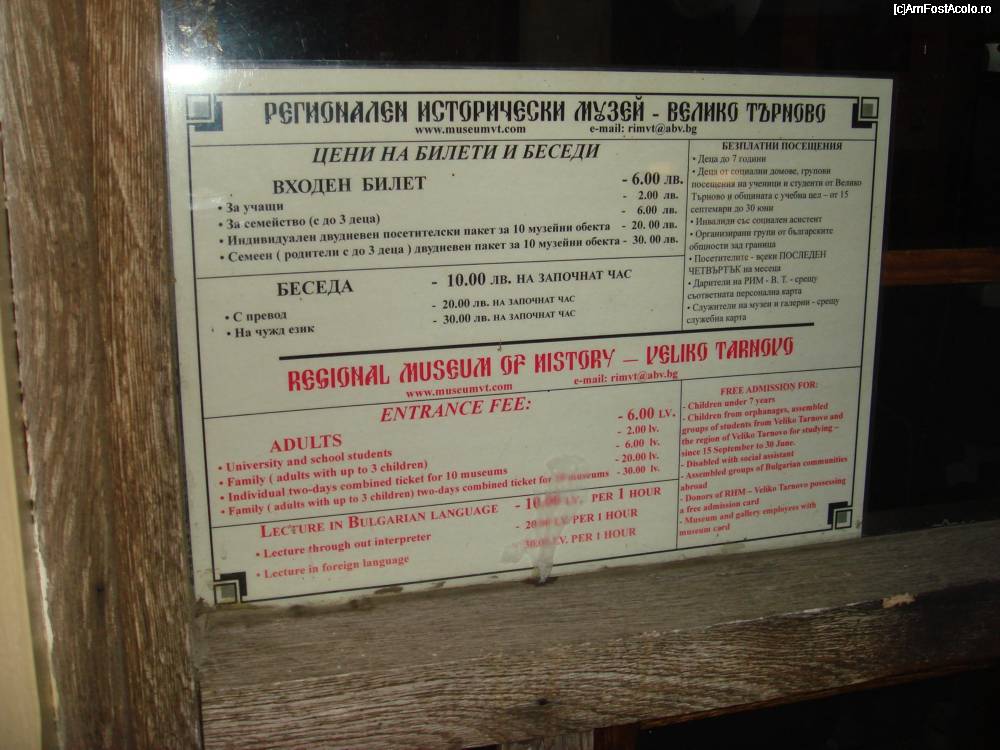 [c]AmFostAcolo.ro
РЕГИОНАЛЕН ИСТОРИЧЕСКИ МУЗЕЙ - ВЕЛИКО ТЪРНОВО
www.museumvt.com e-mail: rimvt@abv.bg
ЦЕНИ НА БИЛЕТИ И БЕСЕДИ
ВХОДЕН БИЛЕТ - 6.00 лв.
• За учащи - 2.00 лв.
• За семейство (с до 3 деца) - 6.00 лв.
• Индивидуален двудневен посетителски пакет за 10 музейни обекта - 20. 00 лв.
• Семеен ( родители с до 3 деца ) двудневен пакет за 10 музейни обекта - 30. 00 лв.
БЕСЕДА - 10.00 ЛВ. НА ЗАПОЧНАТ ЧАС
• С превод - 20.00 ЛВ. НА ЗАПОЧНАТ ЧАС
• На чужд език - 30.00 ЛВ. НА ЗАПОЧНАТ ЧАС
БЕЗПЛАТНИ ПОСЕЩЕНИЯ
• Деца до 7 години
• Деца от социални домове, групови
посещения на ученици и студенти от Велико
Търново и общината с учебна цел – от 15
септември до 30 юни
• Инвалиди със социален асистент
• Организирани групи от българските
общности зад граница
• Посетителите - всеки ПОСЛЕДЕН
ЧЕТВЪРТЪК на месеца
• Дарители на РИМ - В. Т. - срещу
съответната персонална карта
• Служители на музеи и галерии - срещу
служебна карта
REGIONAL MUSEUM OF HISTORY – VELIKO TARNOVO
www.museumvt.com e-mail: rimvt@abv.bg
ENTRANCE FEE:
ADULTS - 6.00 LV.
• University and school students - 2.00 lv.
• Family ( adults with up to 3 children) - 6.00 lv.
• Individual two-days combined ticket for 10 museums - 20.00 lv.
• Family ( adults with up to 3 children) two-days combined ticket for 10 museums - 30.00 lv.
LECTURE IN BULGARIAN LANGUAGE - 10.00 LV. PER 1 HOUR
• Lecture through out interpreter - 20.00 LV. PER 1 HOUR
• Lecture in foreign language - 30.00 LV. PER 1 HOUR
FREE ADMISSION FOR:
- Children under 7 years
- Children from orphanages, assembled
groups of students from Veliko Tarnovo and
the region of Veliko Tarnovo for studying –
since 15 September to 30 June.
- Disabled with social assistant
- Assembled groups of Bulgarian communities
abroad
- Donors of RHM – Veliko Tarnovo possessing
a free admission card
- Museum and gallery employees with
museum card